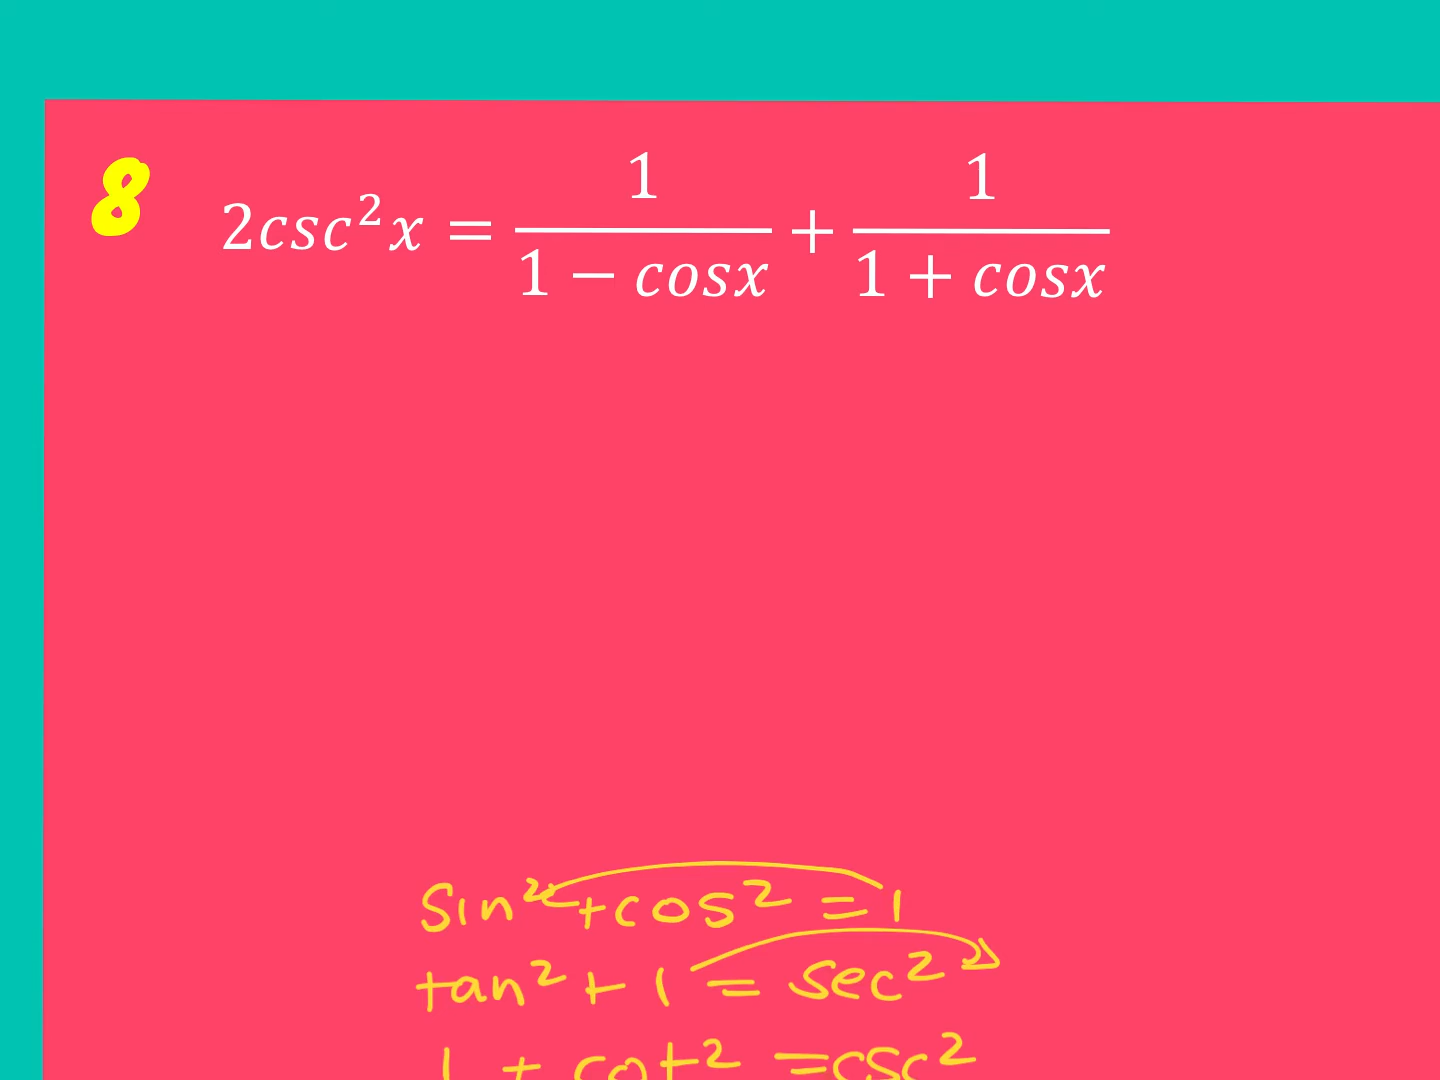 8 2csc²x = 1/(1 − cosx) + 1/(1 + cosx)
sin² + cos² = 1
tan² + 1 = sec²
1 + cot² = csc²